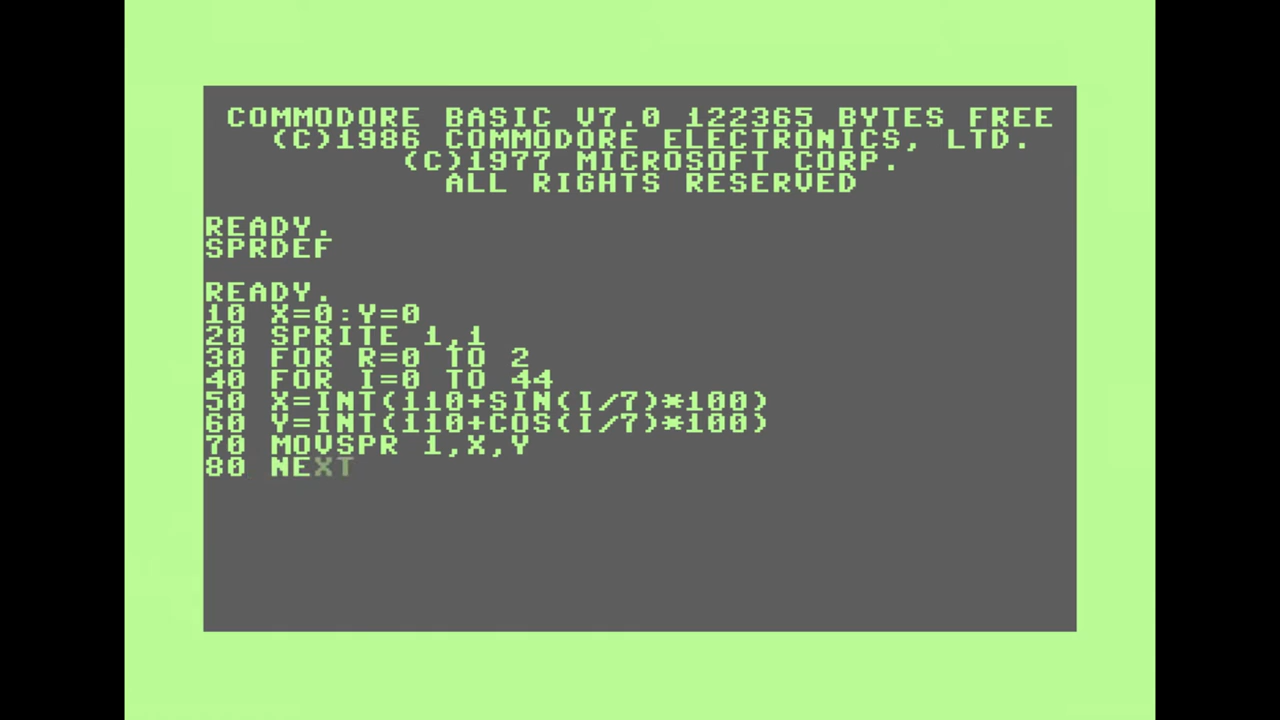 COMMODORE BASIC V7.0 122365 BYTES FREE
(C)1986 COMMODORE ELECTRONICS, LTD.
(C)1977 MICROSOFT CORP.
ALL RIGHTS RESERVED
READY.
SPRDEF
READY.
10 X=0:Y=0
20 SPRITE 1,1
30 FOR R=0 TO 2
40 FOR I=0 TO 44
50 X=INT(110+SIN(I/7)*100)
60 Y=INT(110+COS(I/7)*100)
70 MOVSPR 1,X,Y
80 NEXT